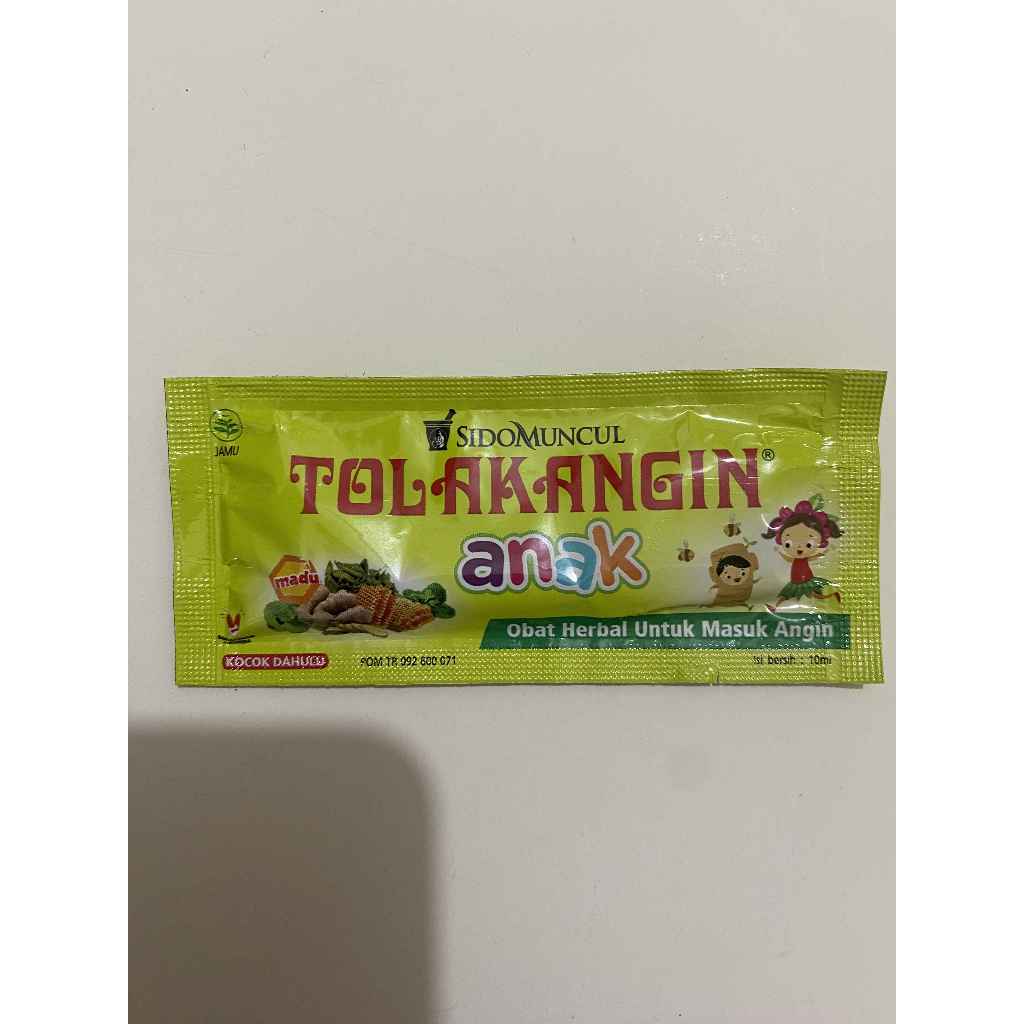 SIDOMUNCUL
JAMU
TOLAKANGIN®
anak
madu
Obat Herbal Untuk Masuk Angin
KOCOK DAHULU
POM TR 092 600 071
Isi bersih : 10ml